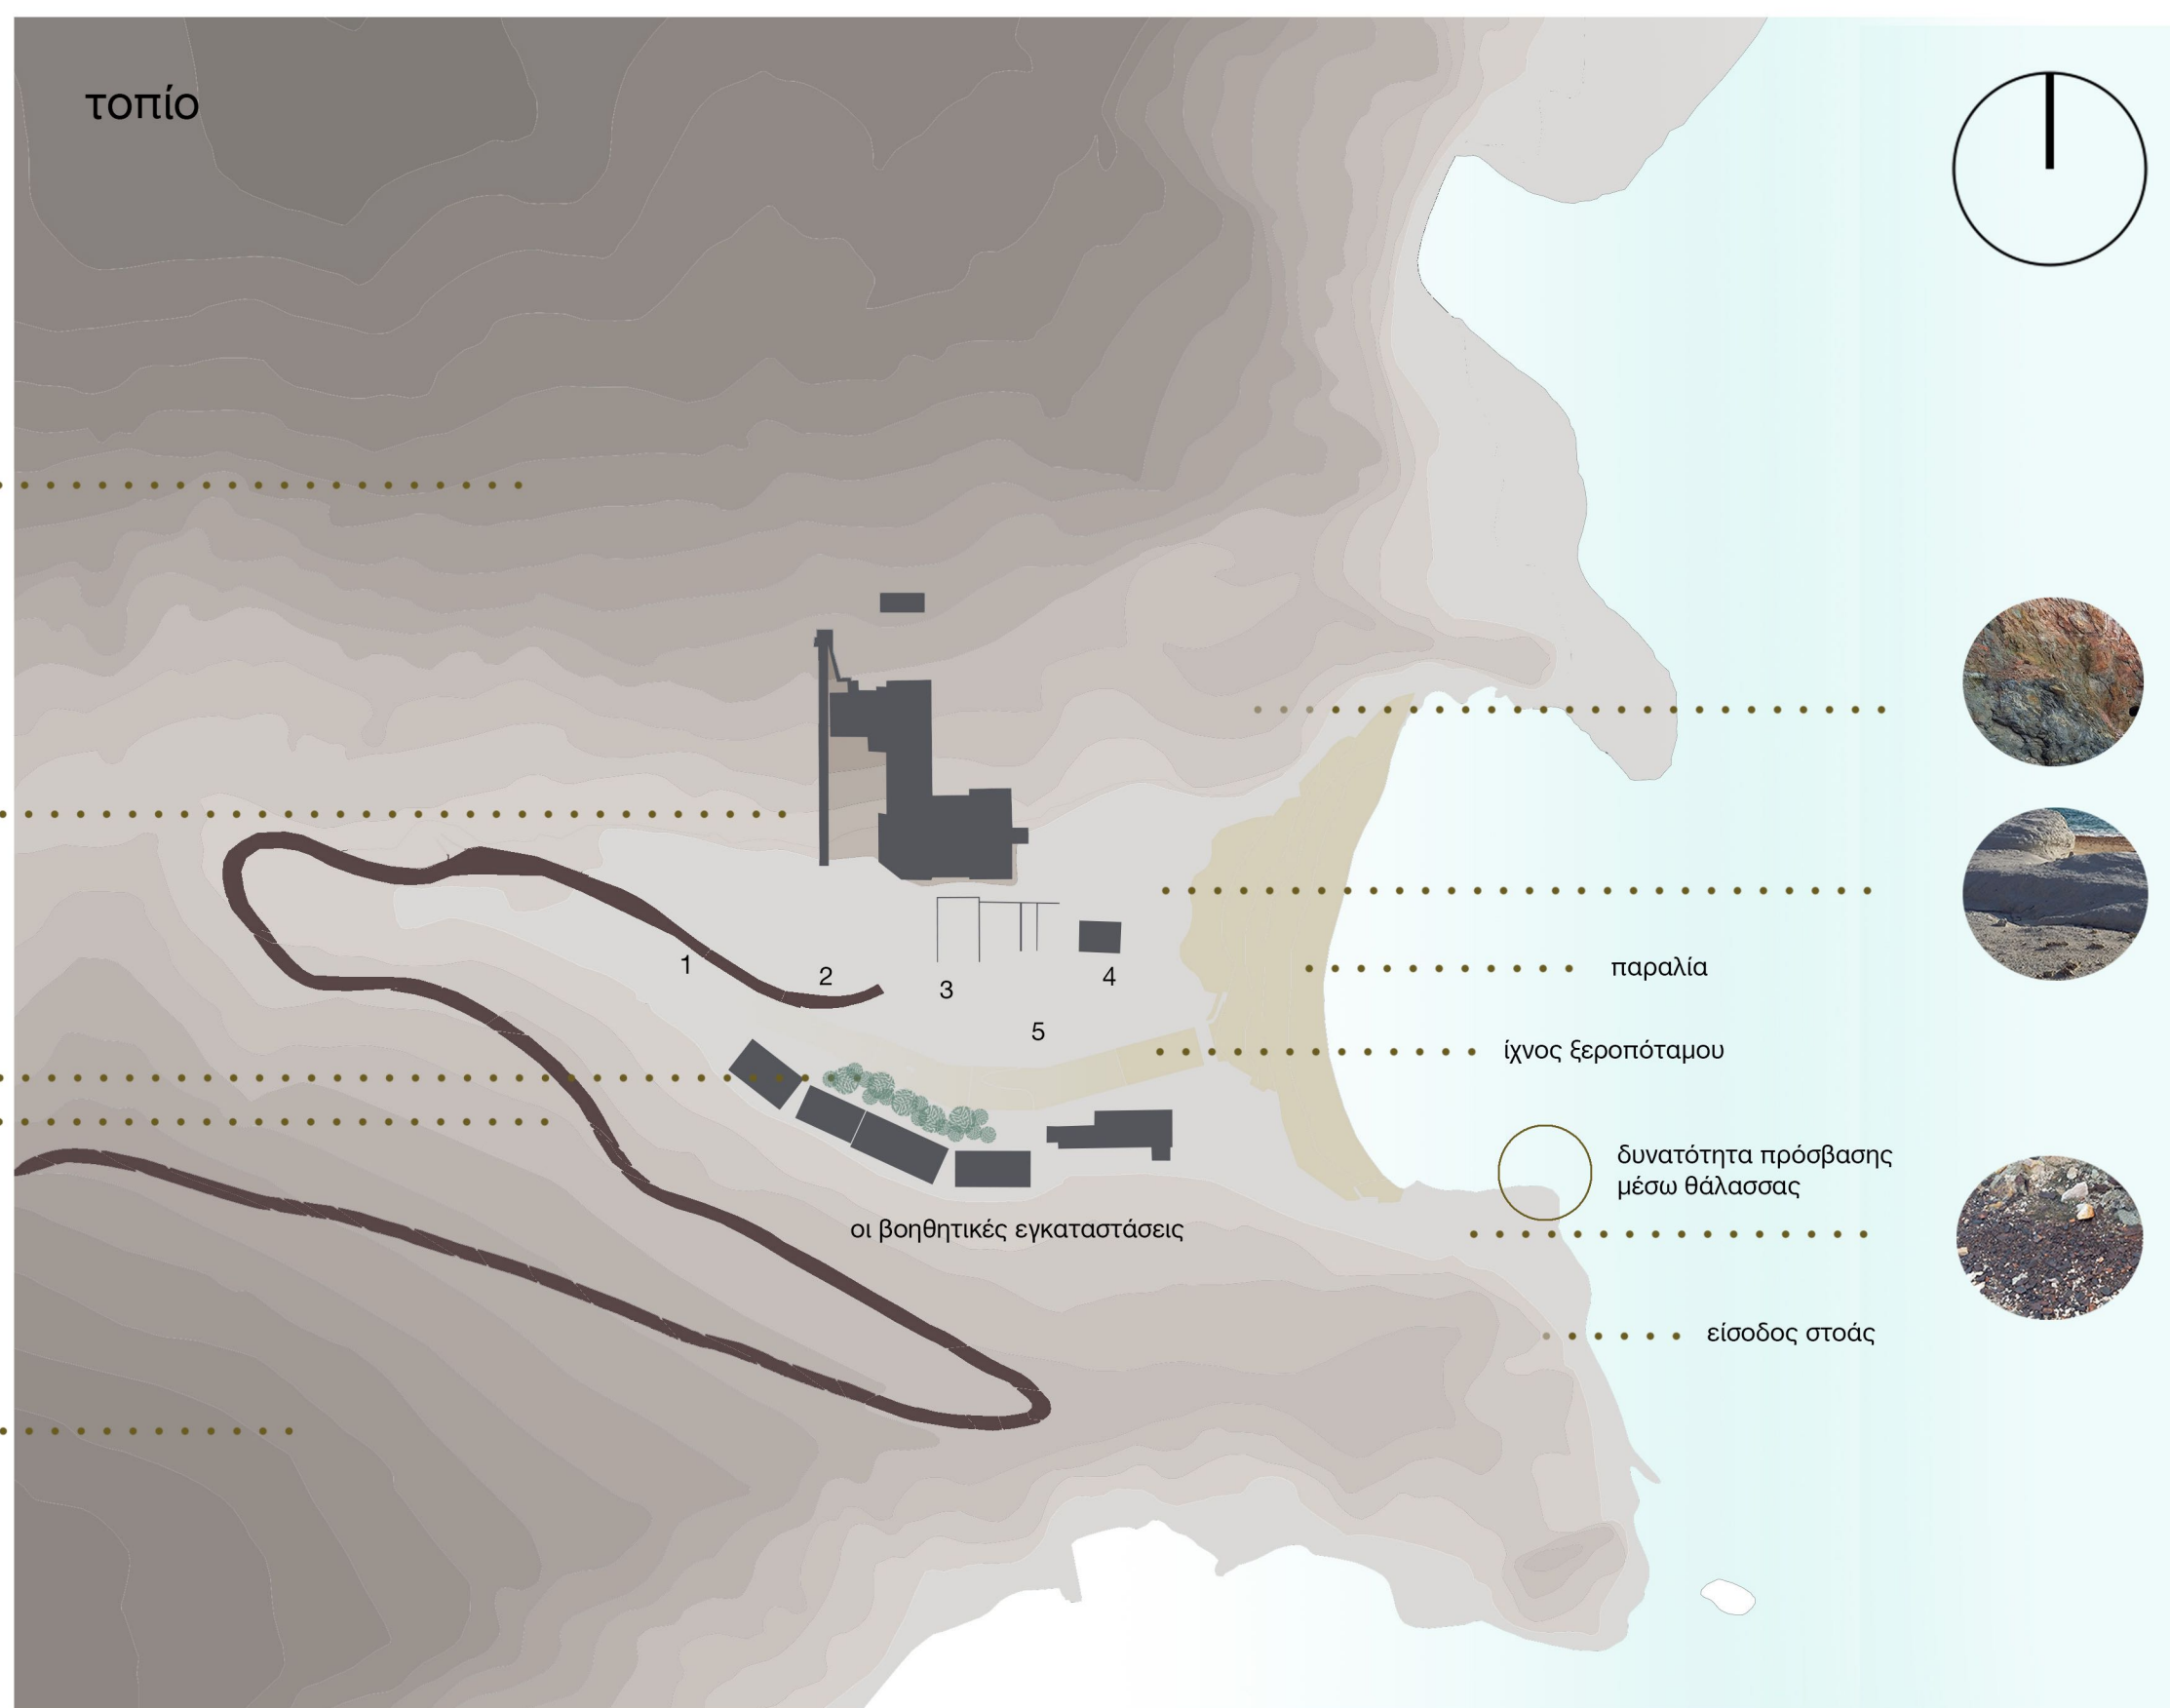 τοπίο
1
2
3
4
5
παραλία
ίχνος ξεροπόταμου
δυνατότητα πρόσβασης
μέσω θάλασσας
οι βοηθητικές εγκαταστάσεις
είσοδος στοάς